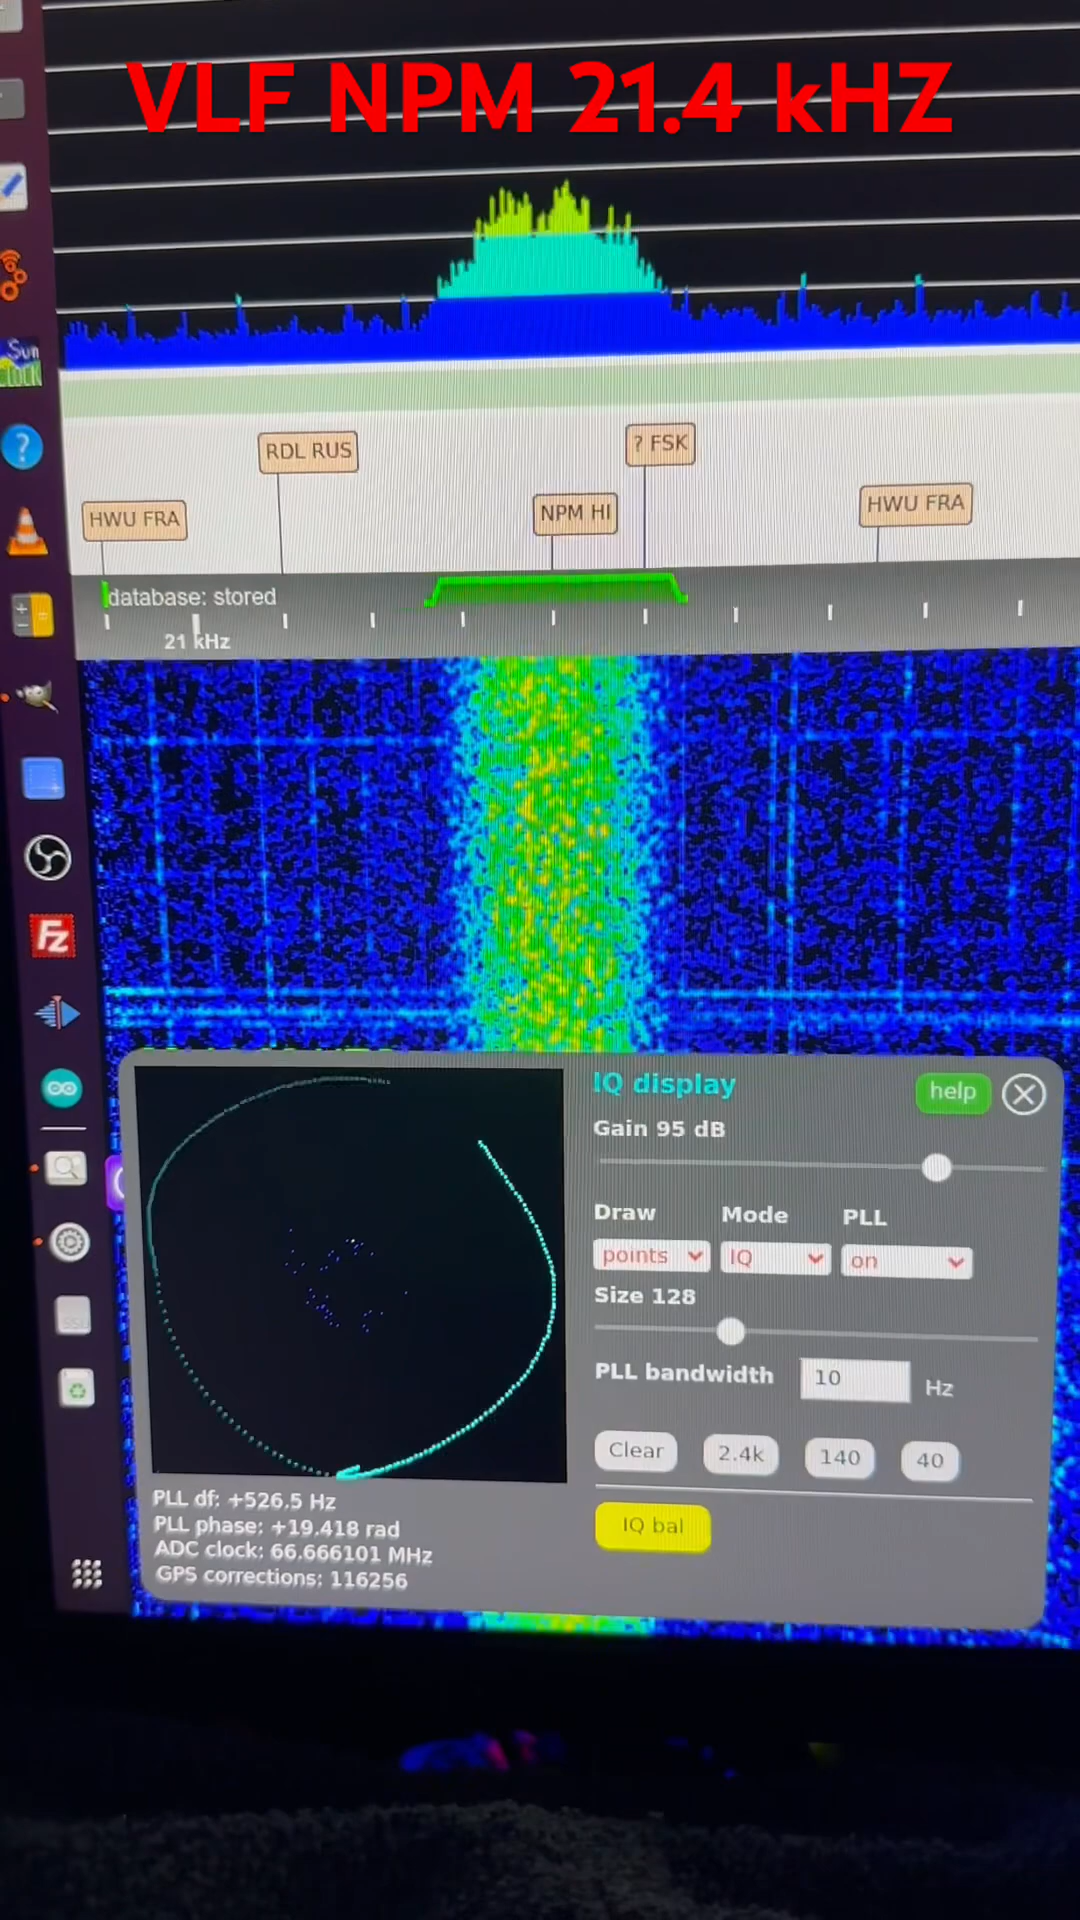 VLF NPM 21.4 kHZ
Sun
CLOCK
RDL RUS
? FSK
HWU FRA
NPM HI
HWU FRA
database: stored
21 kHz
Fz
IQ display
help
Gain 95 dB
Draw
Mode
PLL
points
IQ
on
Size 128
PLL bandwidth
10
Hz
Clear
2.4k
140
40
IQ bal
PLL df: +526.5 Hz
PLL phase: +19.418 rad
ADC clock: 66.666101 MHz
GPS corrections: 116256